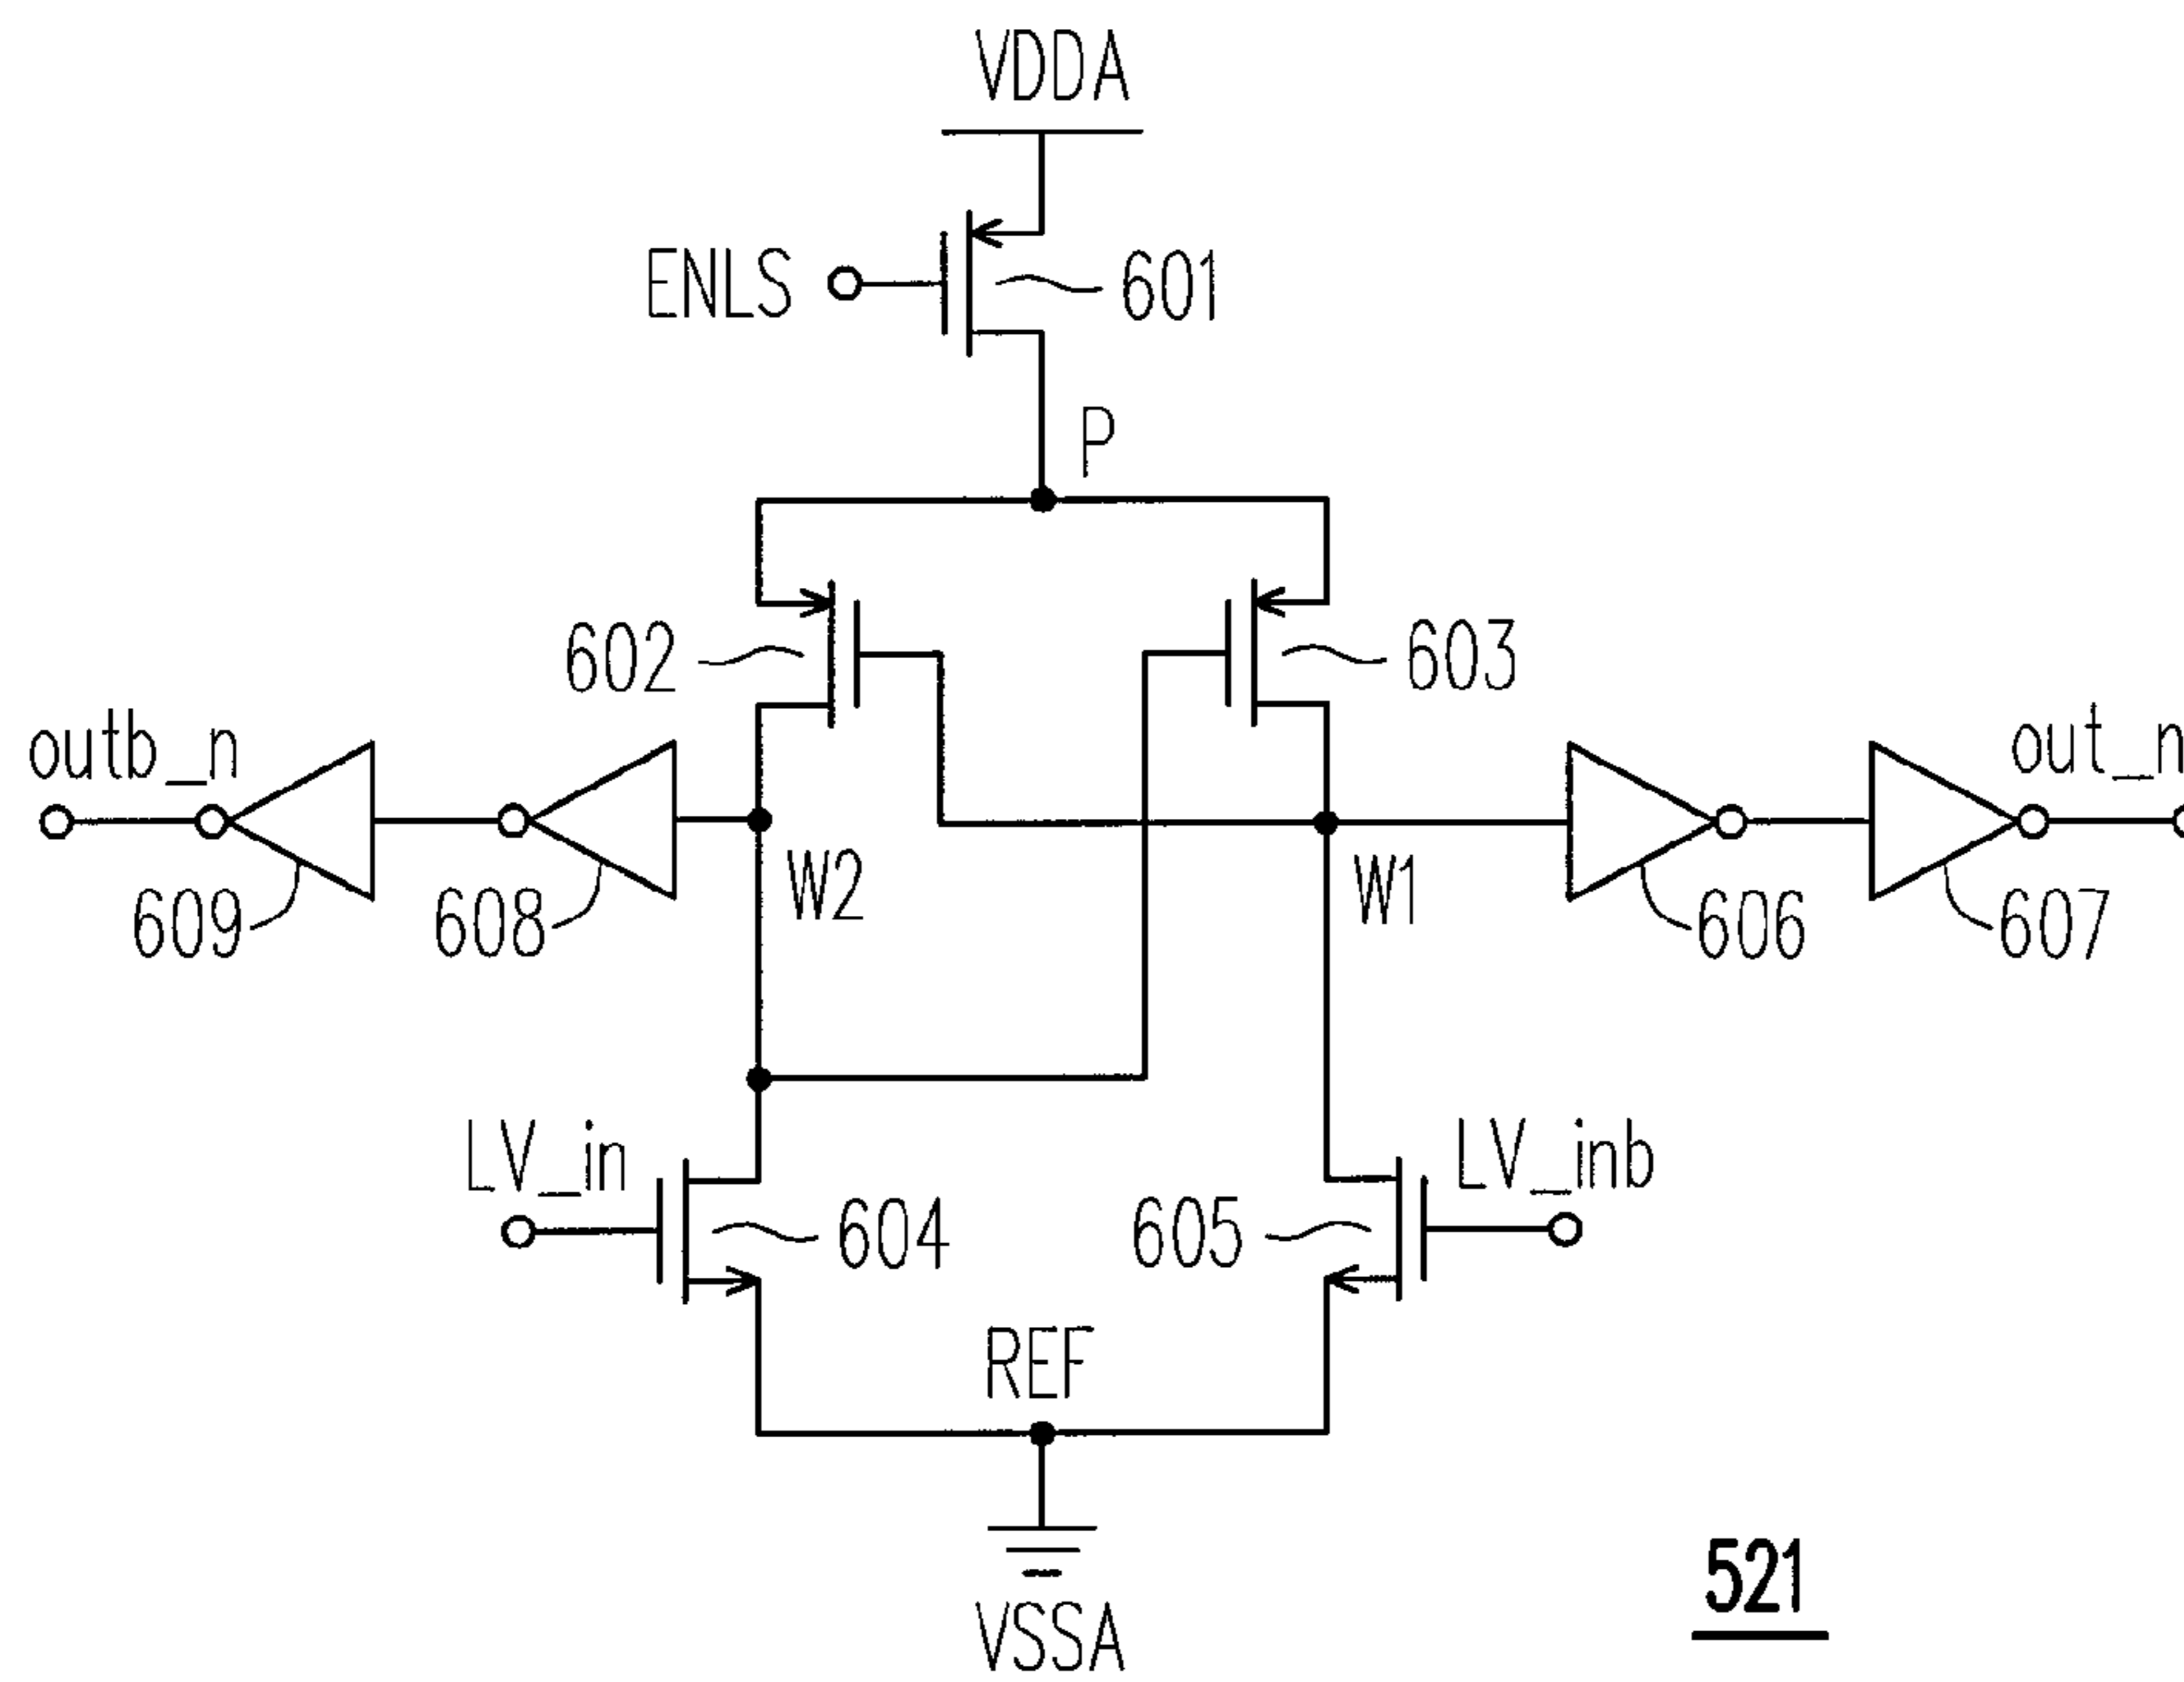 VDDA
ENLS
601
P
602
603
outb_n
out_n
609
608
W2
W1
606
607
LV_in
LV_inb
604
605
REF
VSSA
521